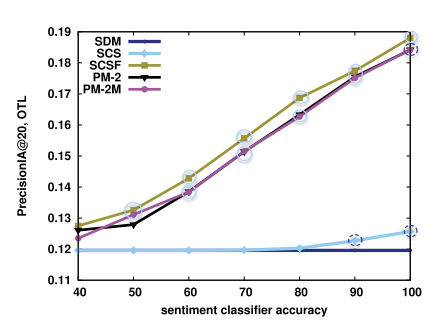 0.19
0.18
0.17
0.16
0.15
0.14
0.13
0.12
0.11
PrecisionIA@20, OTL
SDM
SCS
SCSF
PM-2
PM-2M
40 50 60 70 80 90 100
sentiment classifier accuracy